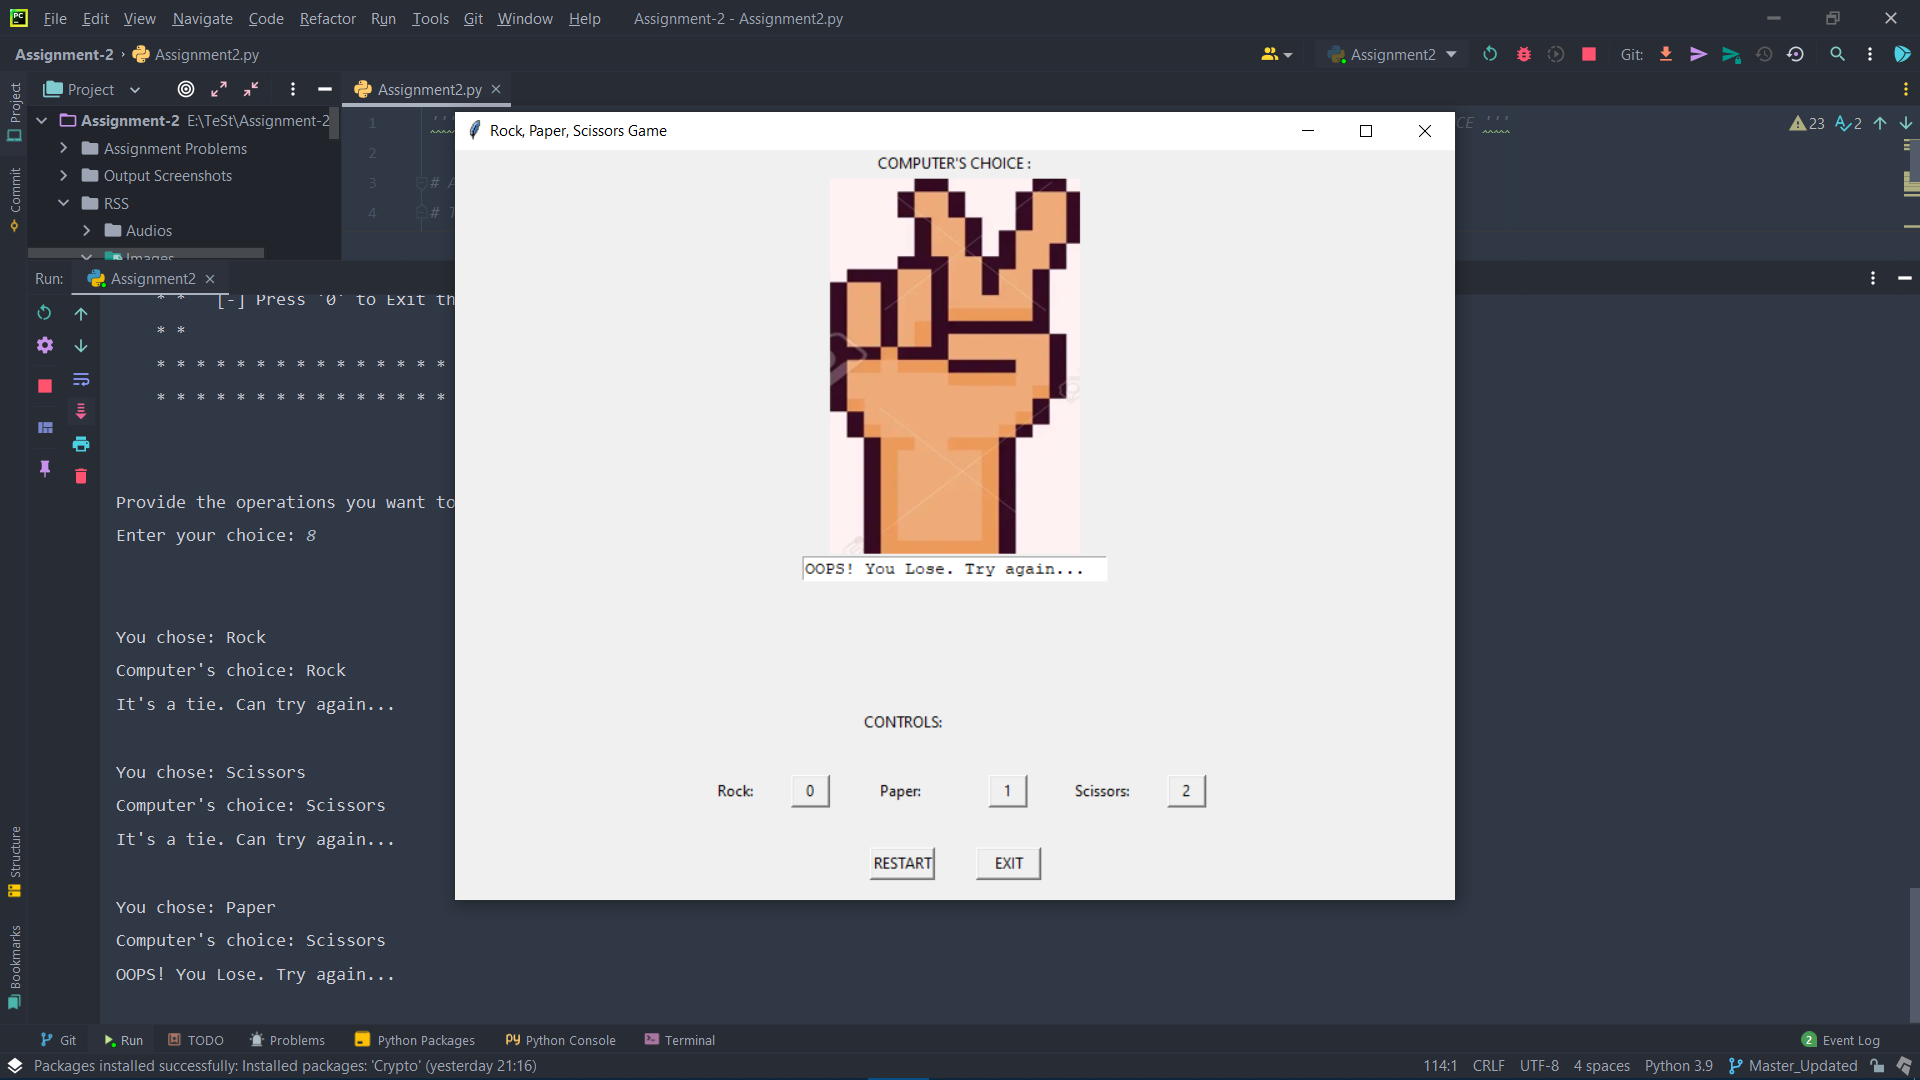 File Edit View Navigate Code Refactor Run Tools Git Window Help Assignment-2 - Assignment2.py
Assignment-2 Assignment2.py Assignment2 Git:
Project Assignment2.py
Assignment-2 E:\TeSt\Assignment-2
Assignment Problems
Output Screenshots
RSS
Audios
Images
1 '''
2
3 #
4 # T
CE '''
23 2
Rock, Paper, Scissors Game
COMPUTER'S CHOICE :
OOPS! You Lose. Try again...
CONTROLS:
Rock: 0 Paper: 1 Scissors: 2
RESTART EXIT
Run: Assignment2
* * [-] Press '0' to Exit th
* *
* * * * * * * * * * * * * * *
* * * * * * * * * * * * * * *
Provide the operations you want to
Enter your choice: 8
You chose: Rock
Computer's choice: Rock
It's a tie. Can try again...
You chose: Scissors
Computer's choice: Scissors
It's a tie. Can try again...
You chose: Paper
Computer's choice: Scissors
OOPS! You Lose. Try again...
Project
Commit
Structure
Bookmarks
Git Run TODO Problems Python Packages Python Console Terminal 2 Event Log
Packages installed successfully: Installed packages: 'Crypto' (yesterday 21:16) 114:1 CRLF UTF-8 4 spaces Python 3.9 Master_Updated